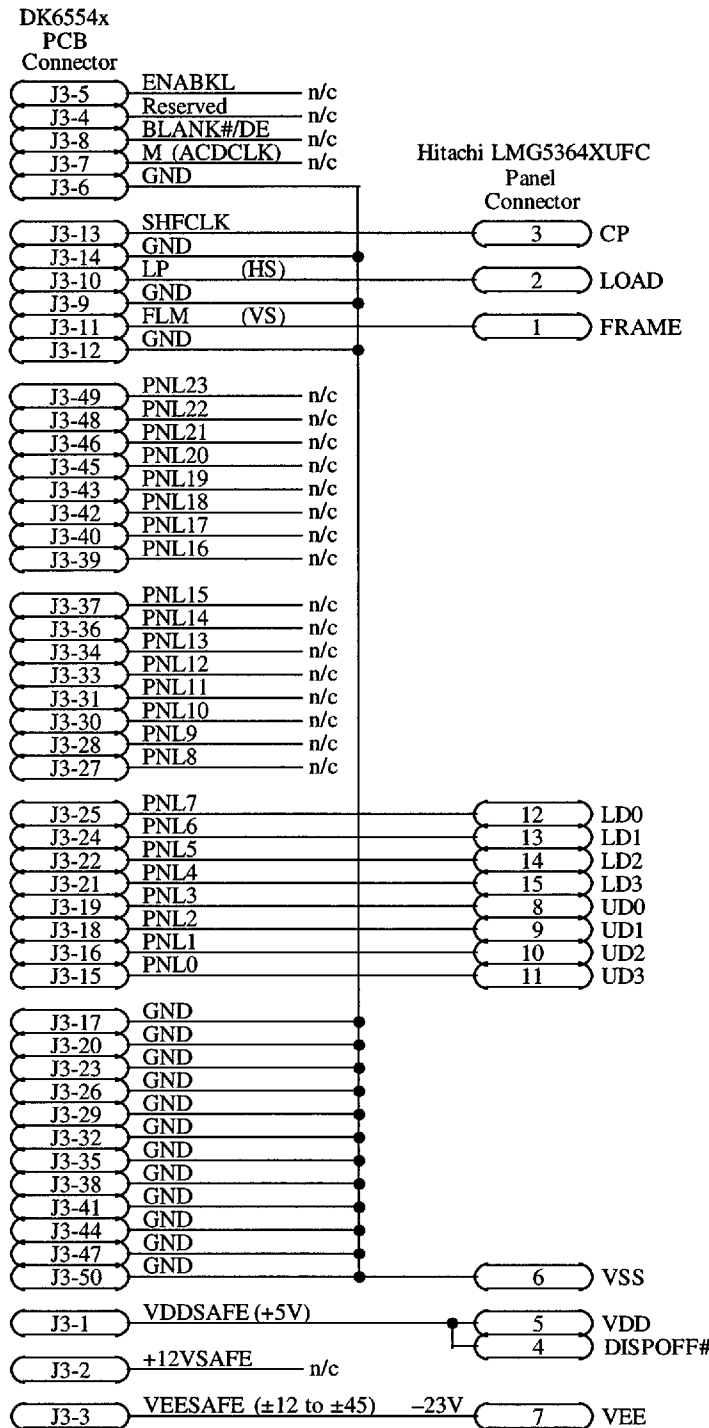 DK6554x
PCB
Connector
J3-5 ENABKL n/c
J3-4 Reserved n/c
J3-8 BLANK#/DE n/c
J3-7 M (ACDCLK) n/c
J3-6 GND
Hitachi LMG5364XUFC
Panel
Connector
J3-13 SHFCLK 3 CP
J3-14 GND
J3-10 LP (HS) 2 LOAD
J3-9 GND
J3-11 FLM (VS) 1 FRAME
J3-12 GND
J3-49 PNL23 n/c
J3-48 PNL22 n/c
J3-46 PNL21 n/c
J3-45 PNL20 n/c
J3-43 PNL19 n/c
J3-42 PNL18 n/c
J3-40 PNL17 n/c
J3-39 PNL16 n/c
J3-37 PNL15 n/c
J3-36 PNL14 n/c
J3-34 PNL13 n/c
J3-33 PNL12 n/c
J3-31 PNL11 n/c
J3-30 PNL10 n/c
J3-28 PNL9 n/c
J3-27 PNL8 n/c
J3-25 PNL7 12 LD0
J3-24 PNL6 13 LD1
J3-22 PNL5 14 LD2
J3-21 PNL4 15 LD3
J3-19 PNL3 8 UD0
J3-18 PNL2 9 UD1
J3-16 PNL1 10 UD2
J3-15 PNL0 11 UD3
J3-17 GND
J3-20 GND
J3-23 GND
J3-26 GND
J3-29 GND
J3-32 GND
J3-35 GND
J3-38 GND
J3-41 GND
J3-44 GND
J3-47 GND
J3-50 GND 6 VSS
J3-1 VDDSAFE (+5V) 5 VDD
4 DISPOFF#
J3-2 +12VSAFE n/c
J3-3 VEESAFE (±12 to ±45) –23V 7 VEE